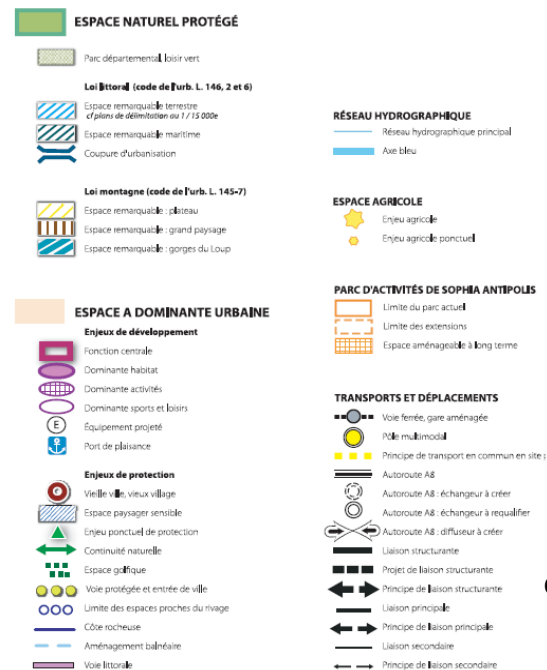 ESPACE NATUREL PROTÉGÉ
Parc départemental, loisir vert
Loi littoral (code de l'urb. L. 146, 2 et 6)
Espace remarquable terrestre
cf plans de délimitation au 1 / 15 000e
Espace remarquable maritime
Coupure d'urbanisation
Loi montagne (code de l'urb. L. 145-7)
Espace remarquable : plateau
Espace remarquable : grand paysage
Espace remarquable : gorges du Loup
ESPACE A DOMINANTE URBAINE
Enjeux de développement
Fonction centrale
Dominante habitat
Dominante activités
Dominante sports et loisirs
E
Équipement projeté
Port de plaisance
Enjeux de protection
Vieille ville, vieux village
Espace paysager sensible
Enjeu ponctuel de protection
Continuité naturelle
Espace golfique
Voie protégée et entrée de ville
Limite des espaces proches du rivage
Côte rocheuse
Aménagement balnéaire
Voie littorale
RÉSEAU HYDROGRAPHIQUE
Réseau hydrographique principal
Axe bleu
ESPACE AGRICOLE
Enjeu agricole
Enjeu agricole ponctuel
PARC D'ACTIVITÉS DE SOPHIA ANTIPOLIS
Limite du parc actuel
Limite des extensions
Espace aménageable à long terme
TRANSPORTS ET DÉPLACEMENTS
Voie ferrée, gare aménagée
Pôle multimodal
Principe de transport en commun en site
Autoroute A8
Autoroute A8 : échangeur à créer
Autoroute A8 : échangeur à requalifier
Autoroute A8 : diffuseur à créer
Liaison structurante
Projet de liaison structurante
Principe de liaison structurante
Liaison principale
Principe de liaison principale
Liaison secondaire
Principe de liaison secondaire